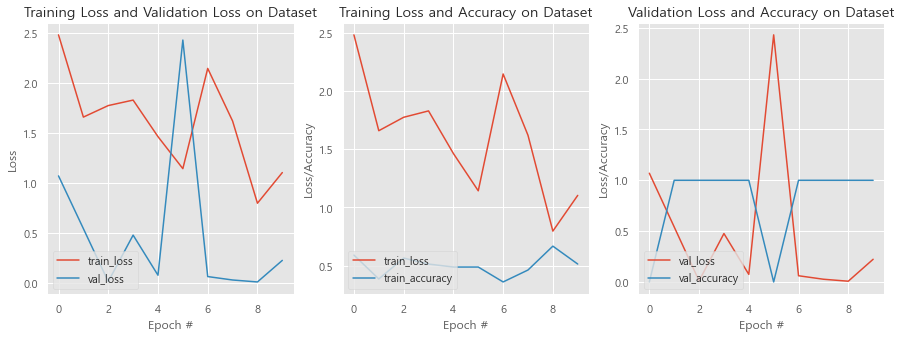 Training Loss and Validation Loss on Dataset
2.5
2.0
1.5
1.0
0.5
0.0
Loss
train_loss
val_loss
0 2 4 6 8
Epoch #
Training Loss and Accuracy on Dataset
2.5
2.0
1.5
1.0
0.5
Loss/Accuracy
train_loss
train_accuracy
0 2 4 6 8
Epoch #
Validation Loss and Accuracy on Dataset
2.5
2.0
1.5
1.0
0.5
0.0
Loss/Accuracy
val_loss
val_accuracy
0 2 4 6 8
Epoch #